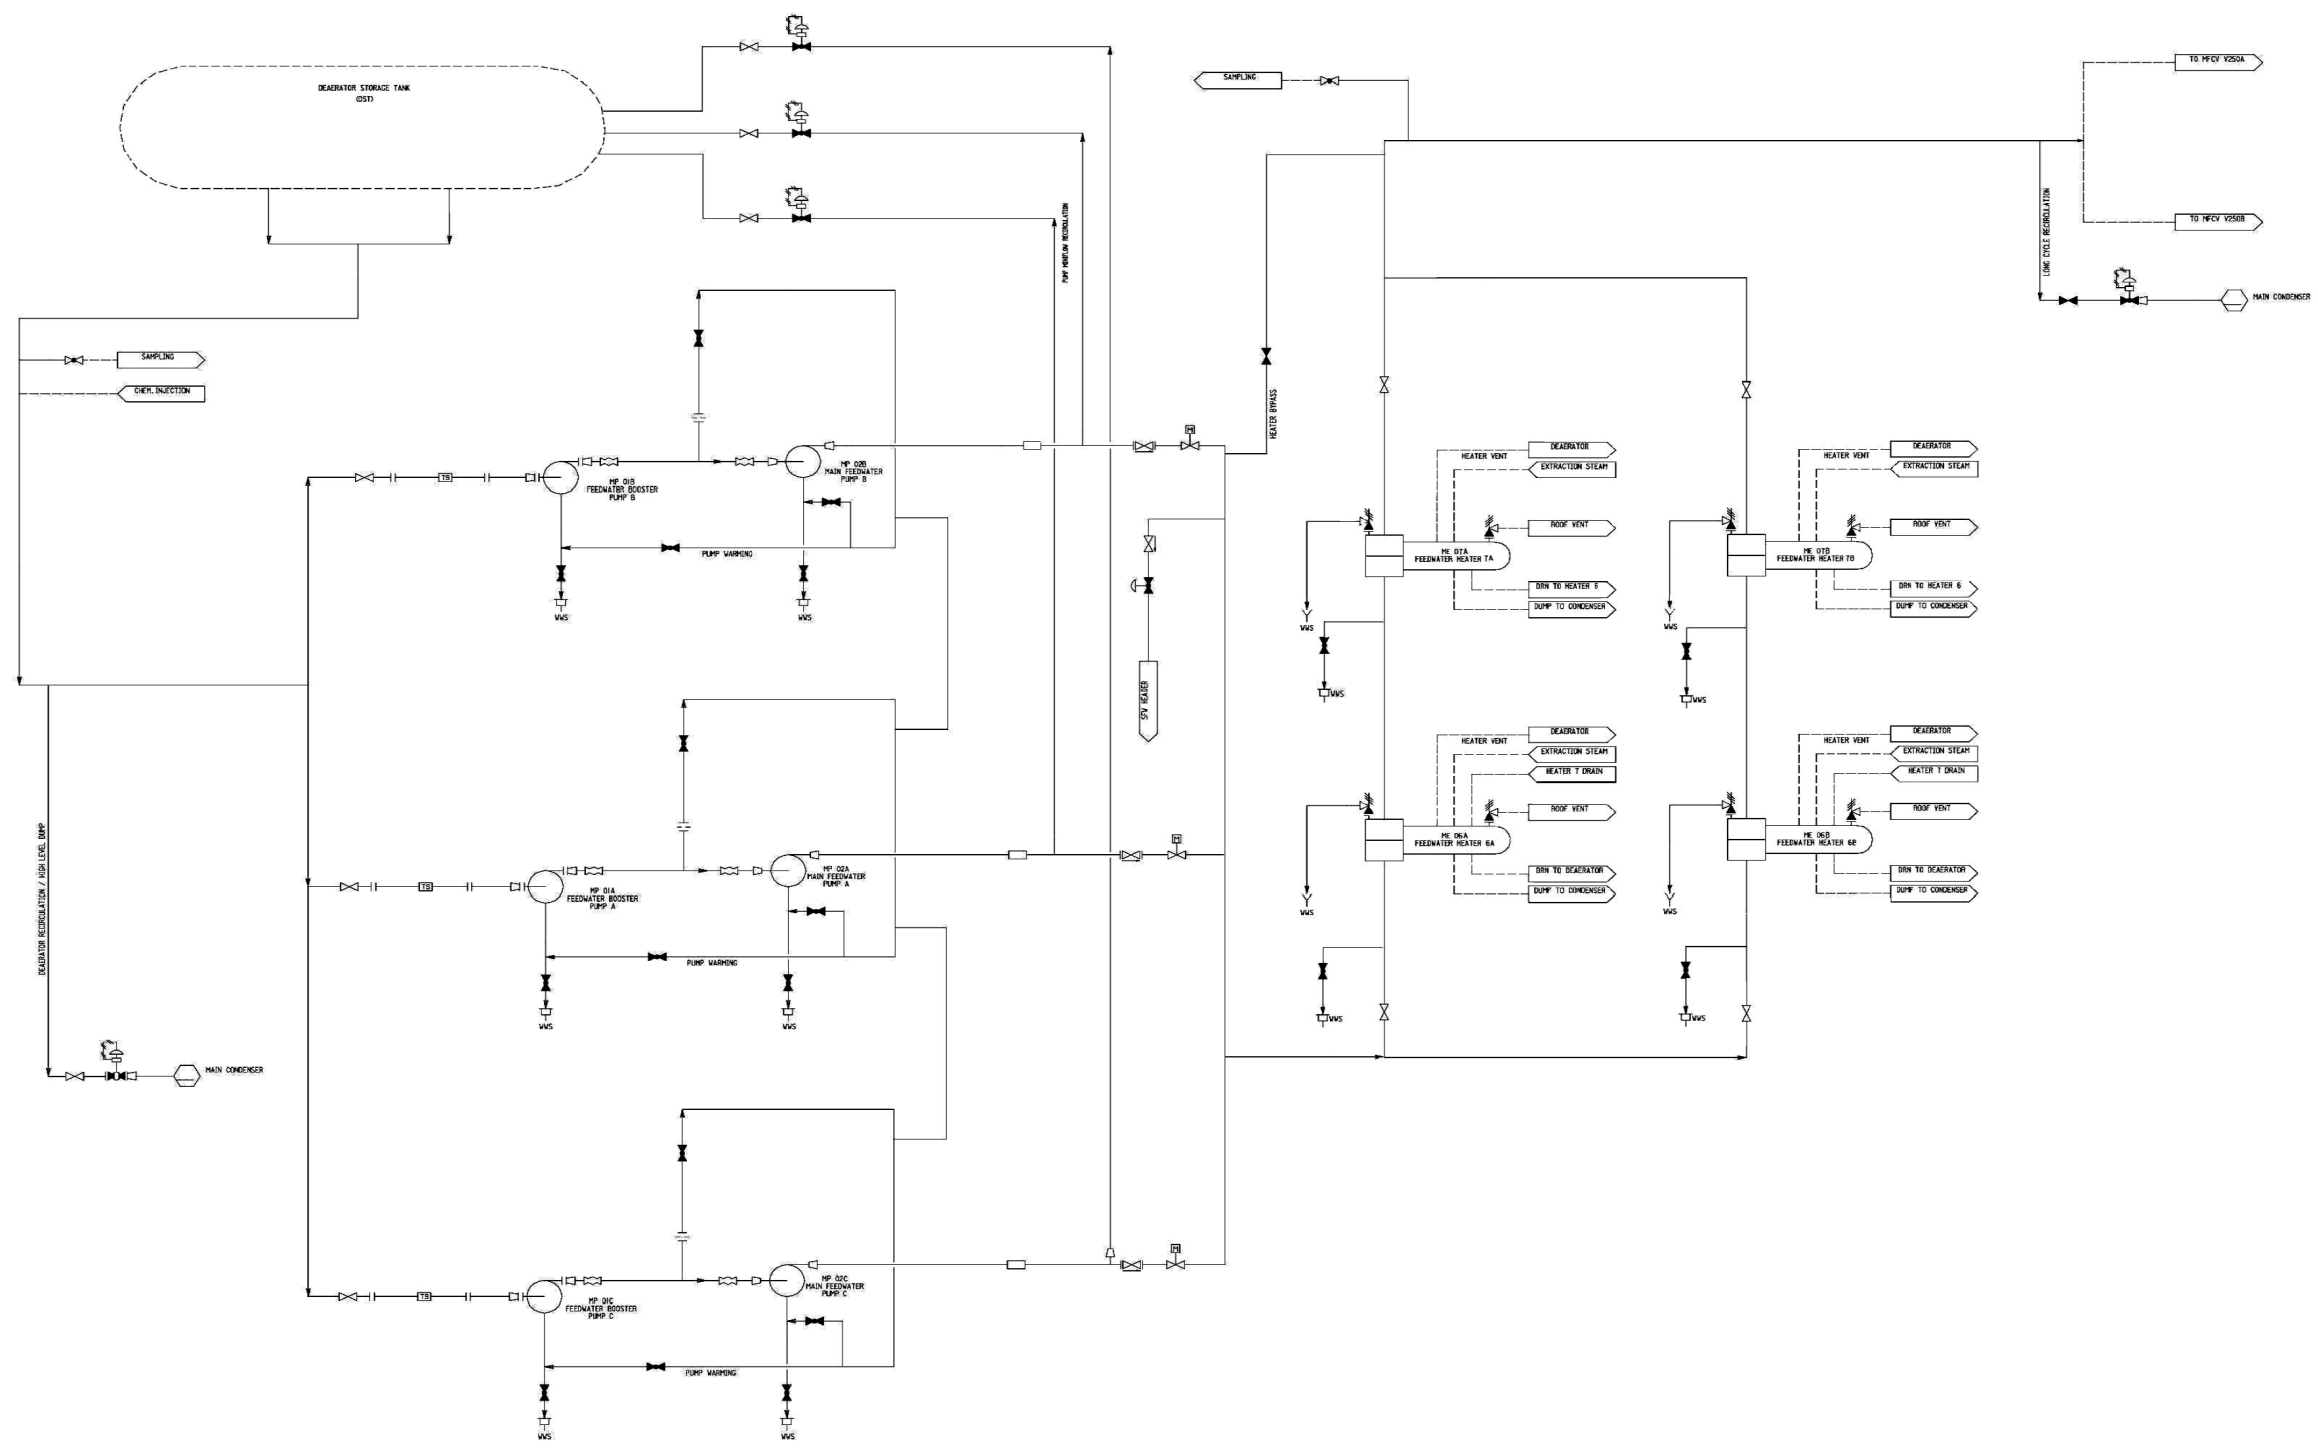 DEAERATOR STORAGE TANK
(DST)
SAMPLING
CHEM.INJECTION
SAMPLING
TO MFCV V250A
TO MFCV V250B
LONG CYCLE RECIRCULATION
MAIN CONDENSER
PUMP MINIFLOW RECIRCULATION
HEATER BYPASS
MP 01B
FEEDWATER BOOSTER
PUMP B
MP 02B
MAIN FEEDWATER
PUMP B
TS
M
PUMP WARMING
WWS
WWS
SFW HEADER
MP 01A
FEEDWATER BOOSTER
PUMP A
MP 02A
MAIN FEEDWATER
PUMP A
TS
M
PUMP WARMING
WWS
WWS
DEAERATOR RECIRCULATION / HIGH LEVEL DUMP
MAIN CONDENSER
MP 01C
FEEDWATER BOOSTER
PUMP C
MP 02C
MAIN FEEDWATER
PUMP C
TS
M
PUMP WARMING
WWS
WWS
DEAERATOR
HEATER VENT
EXTRACTION STEAM
ROOF VENT
ME 07A
FEEDWATER HEATER 7A
DRN TO HEATER 6
DUMP TO CONDENSER
WWS
WWS
DEAERATOR
HEATER VENT
EXTRACTION STEAM
ROOF VENT
ME 07B
FEEDWATER HEATER 7B
DRN TO HEATER 6
DUMP TO CONDENSER
WWS
WWS
DEAERATOR
HEATER VENT
EXTRACTION STEAM
HEATER 7 DRAIN
ROOF VENT
ME 06A
FEEDWATER HEATER 6A
DRN TO DEAERATOR
DUMP TO CONDENSER
WWS
WWS
DEAERATOR
HEATER VENT
EXTRACTION STEAM
HEATER 7 DRAIN
ROOF VENT
ME 06B
FEEDWATER HEATER 6B
DRN TO DEAERATOR
DUMP TO CONDENSER
WWS
WWS